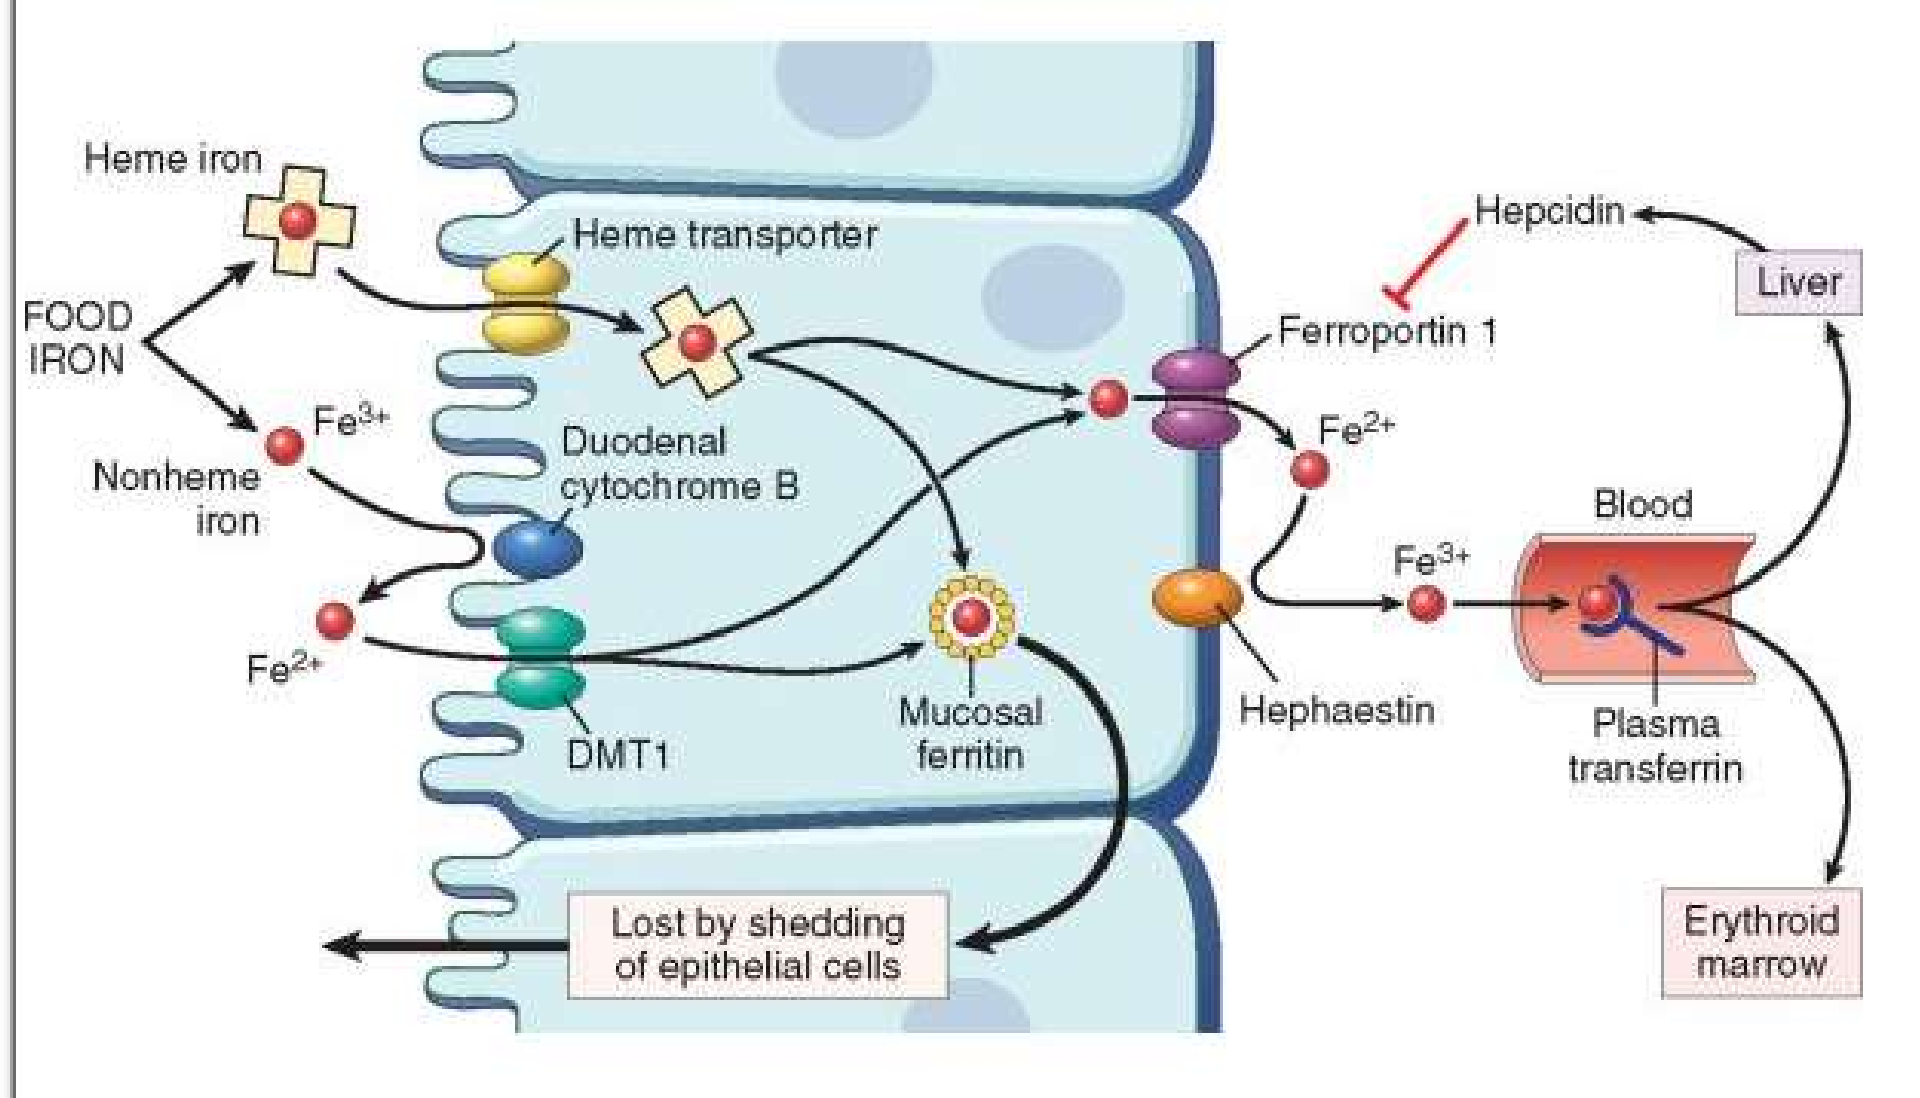 Heme iron
FOOD
IRON
Fe3+
Nonheme
iron
Fe2+
Heme transporter
Duodenal
cytochrome B
DMT1
Mucosal
ferritin
Lost by shedding
of epithelial cells
Hepcidin
Liver
Ferroportin 1
Fe2+
Fe3+
Hephaestin
Blood
Plasma
transferrin
Erythroid
marrow